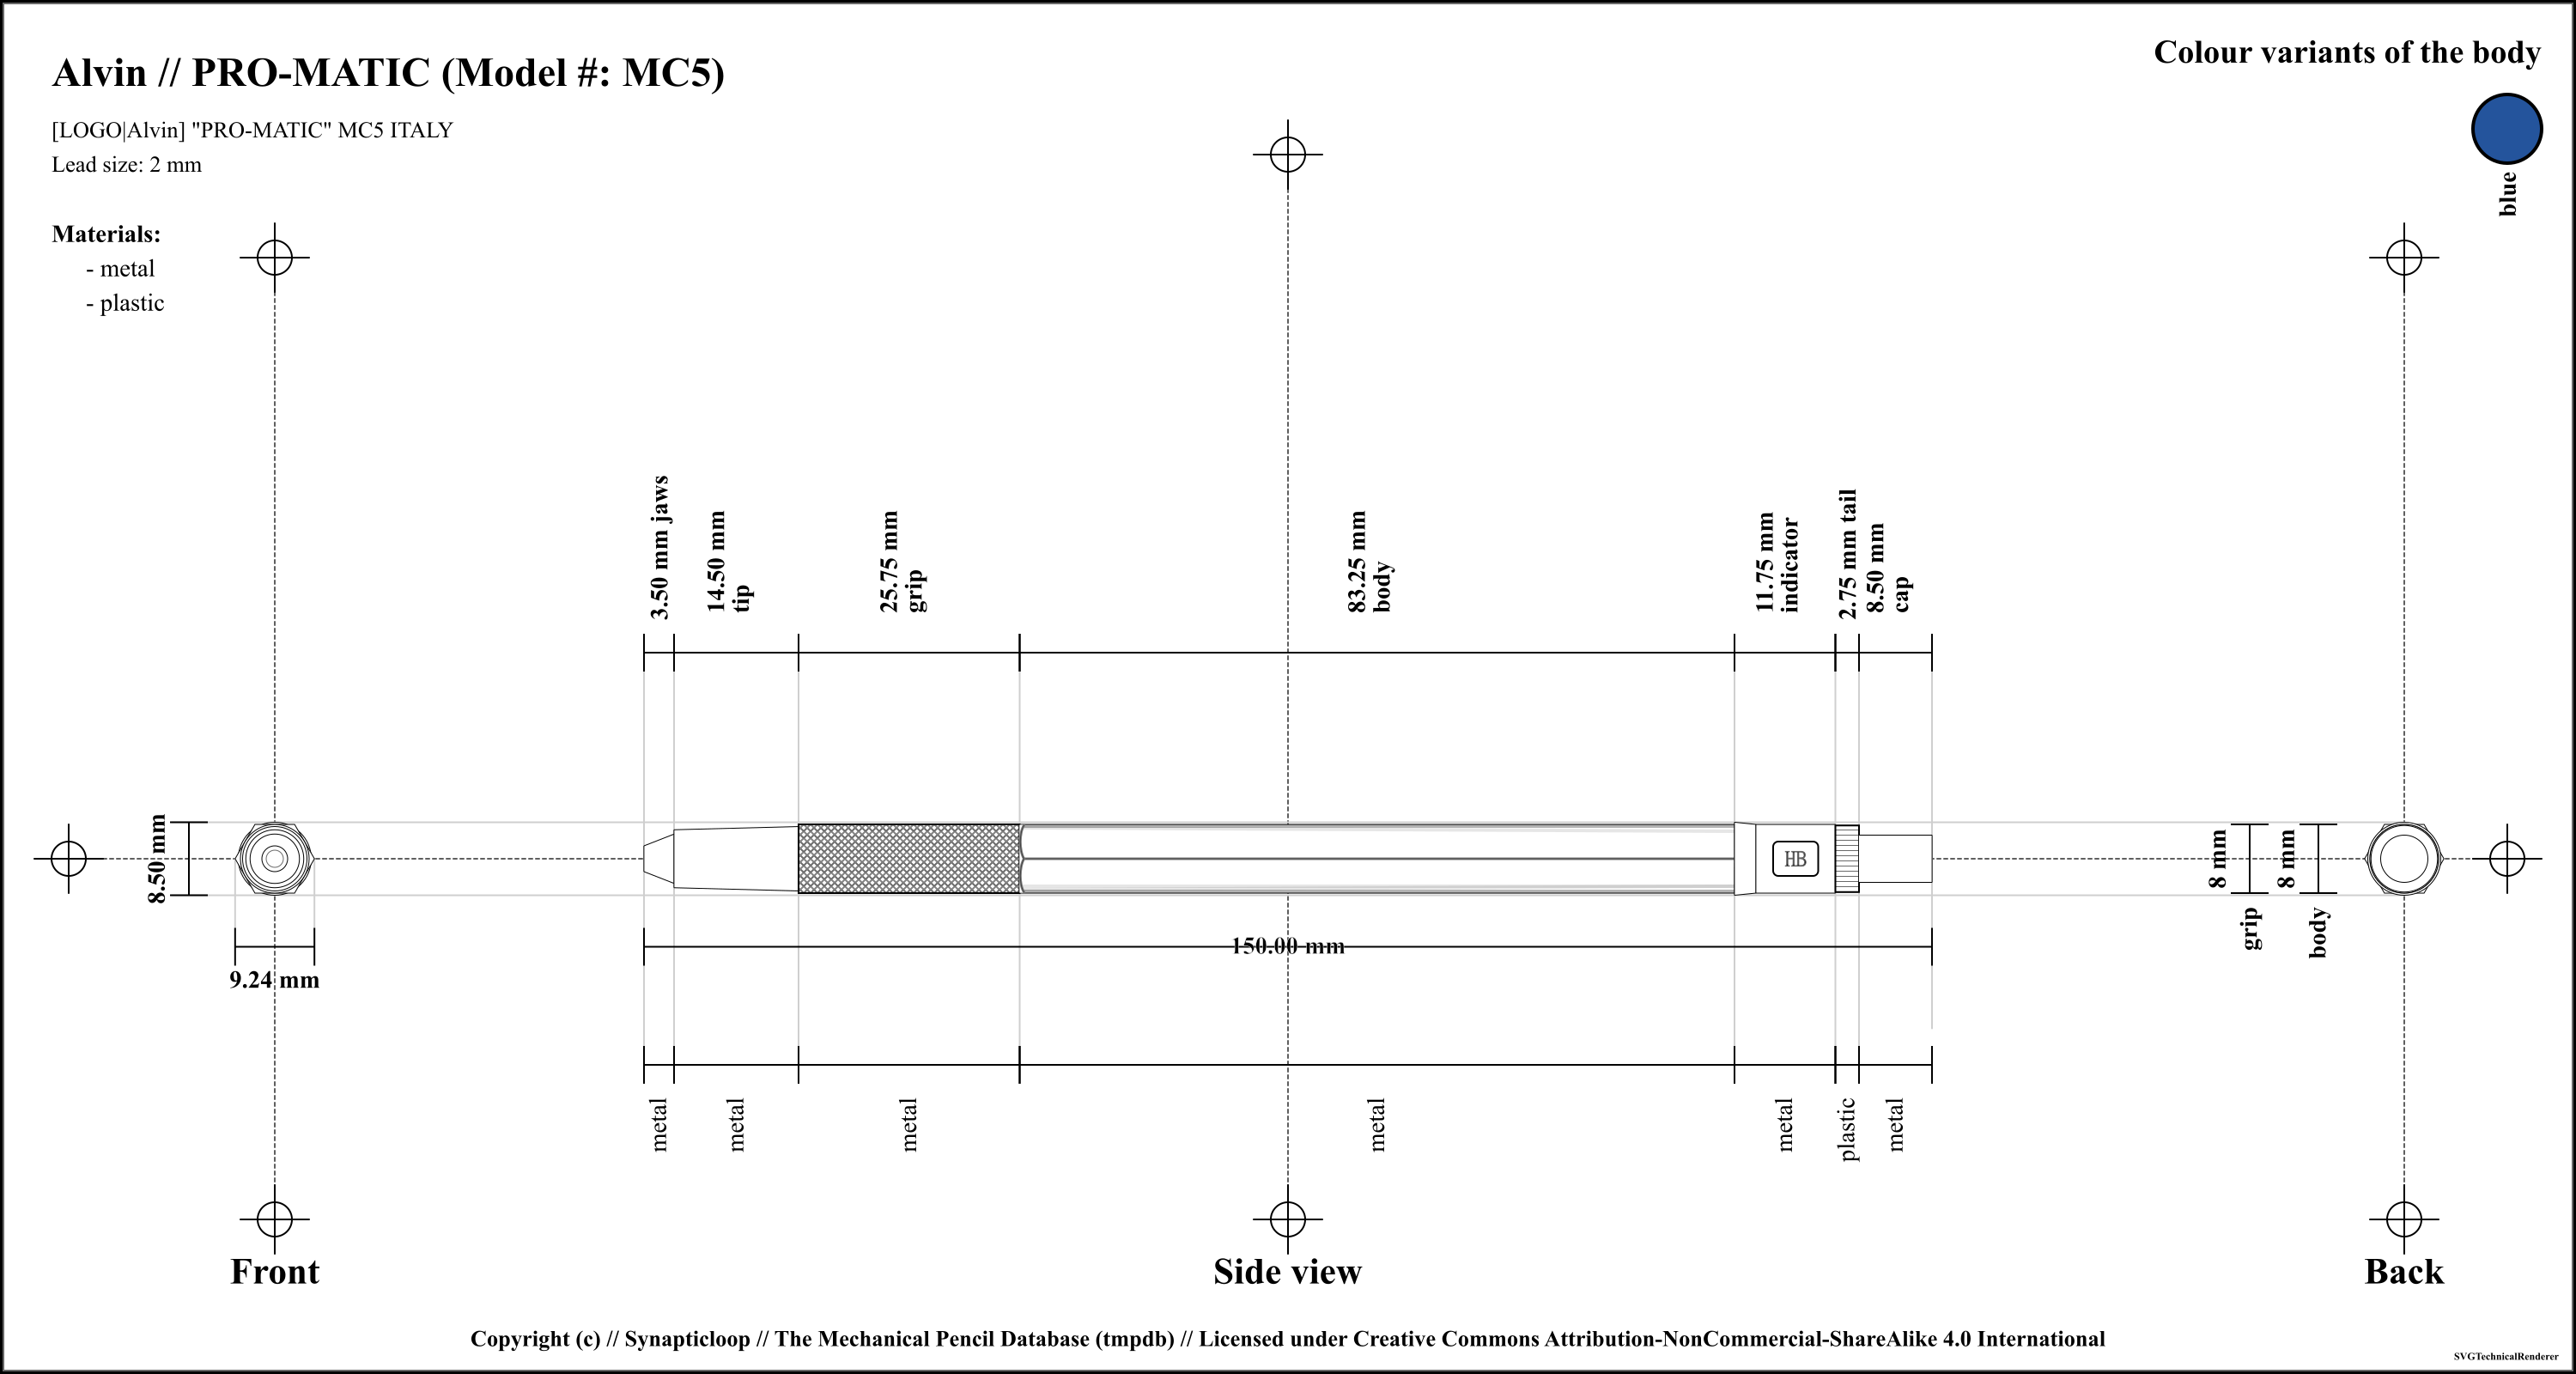 Alvin // PRO-MATIC (Model #: MC5)
[LOGO|Alvin] "PRO-MATIC" MC5 ITALY
Lead size: 2 mm
Materials:
- metal
- plastic
Colour variants of the body
blue
3.50 mm jaws
14.50 mm
tip
25.75 mm
grip
83.25 mm
body
11.75 mm
indicator
2.75 mm tail
8.50 mm
cap
8.50 mm
9.24 mm
HB
150.00 mm
8 mm
grip
8 mm
body
metal
metal
metal
metal
metal
plastic
metal
Front
Side view
Back
Copyright (c) // Synapticloop // The Mechanical Pencil Database (tmpdb) // Licensed under Creative Commons Attribution-NonCommercial-ShareAlike 4.0 International
SVGTechnicalRenderer